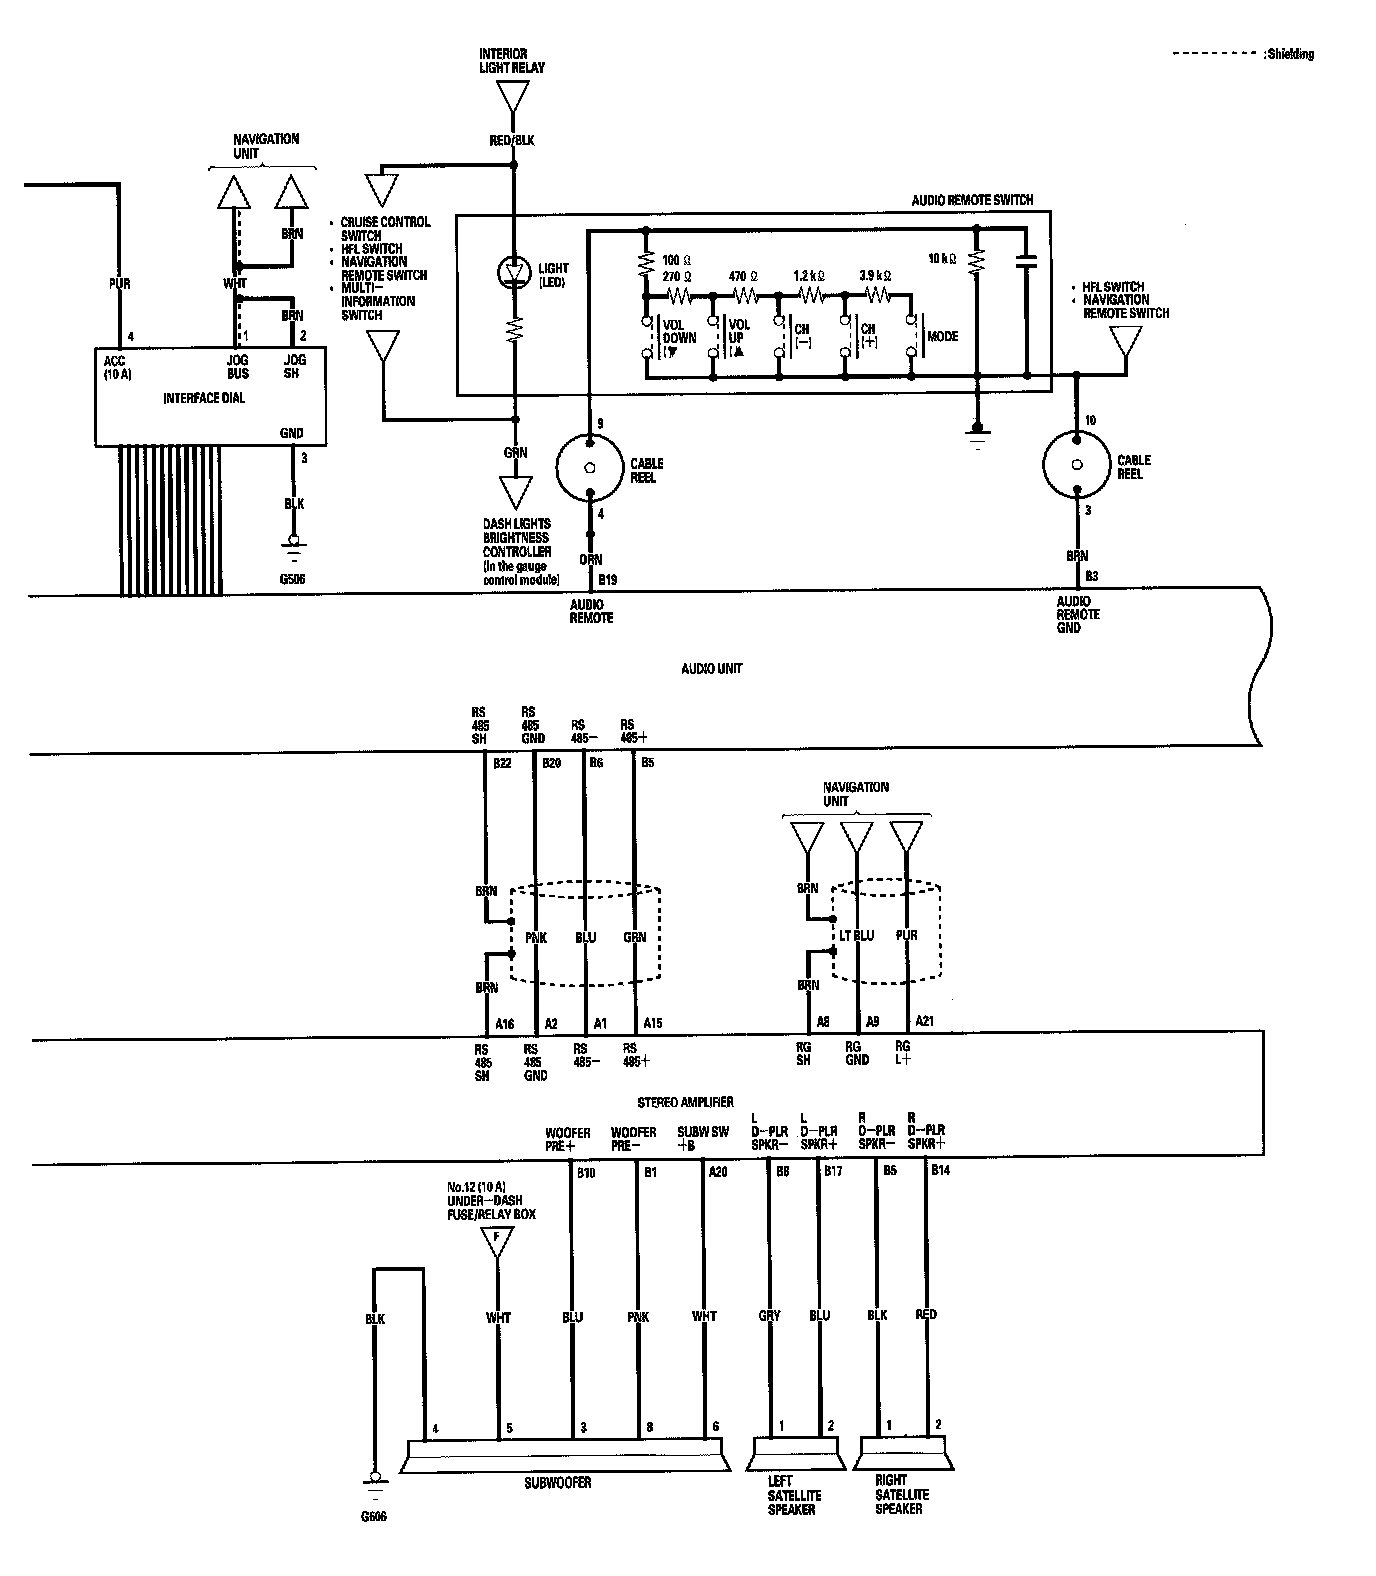 INTERIOR
LIGHT RELAY
:Shielding
RED/BLK
NAVIGATION
UNIT
BRN
PUR
WHT
BRN
4
1
2
ACC
(10 A)
JOG
BUS
JOG
SH
INTERFACE DIAL
GND
3
BLK
G506
• CRUISE CONTROL
SWITCH
• HFL SWITCH
• NAVIGATION
REMOTE SWITCH
• MULTI-
INFORMATION
SWITCH
AUDIO REMOTE SWITCH
LIGHT
(LED)
100 Ω
270 Ω
470 Ω
1.2 kΩ
3.9 kΩ
10 kΩ
VOL
DOWN
(▼
VOL
UP
(▲
CH
(−)
CH
(+)
MODE
• HFL SWITCH
• NAVIGATION
REMOTE SWITCH
GRN
DASH LIGHTS
BRIGHTNESS
CONTROLLER
(In the gauge
control module)
9
CABLE
REEL
4
ORN
B19
AUDIO
REMOTE
10
CABLE
REEL
3
BRN
B3
AUDIO
REMOTE
GND
AUDIO UNIT
RS
485
SH
RS
485
GND
RS
485−
RS
485+
B22
B20
B6
B5
BRN
PNK
BLU
GRN
BRN
A16
A2
A1
A15
RS
485
SH
RS
485
GND
RS
485−
RS
485+
NAVIGATION
UNIT
BRN
LT BLU
PUR
BRN
A8
A9
A21
RG
SH
RG
GND
RG
L+
STEREO AMPLIFIER
WOOFER
PRE+
WOOFER
PRE−
SUBW SW
+B
L
D-PLR
SPKR−
L
D-PLR
SPKR+
R
D-PLR
SPKR−
R
D-PLR
SPKR+
B10
B1
A20
B8
B17
B5
B14
No.12 (10 A)
UNDER-DASH
FUSE/RELAY BOX
F
BLK
WHT
BLU
PNK
WHT
GRY
BLU
BLK
RED
4
5
3
8
6
1
2
1
2
SUBWOOFER
LEFT
SATELLITE
SPEAKER
RIGHT
SATELLITE
SPEAKER
G606